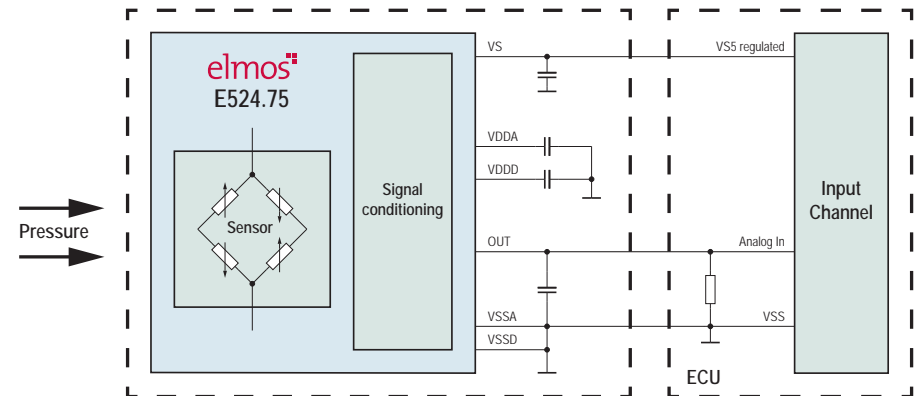 VS
VS5 regulated
elmos
E524.75
VDDA
VDDD
Signal
conditioning
Input
Channel
Pressure
Sensor
OUT
Analog In
VSSA
VSS
VSSD
ECU